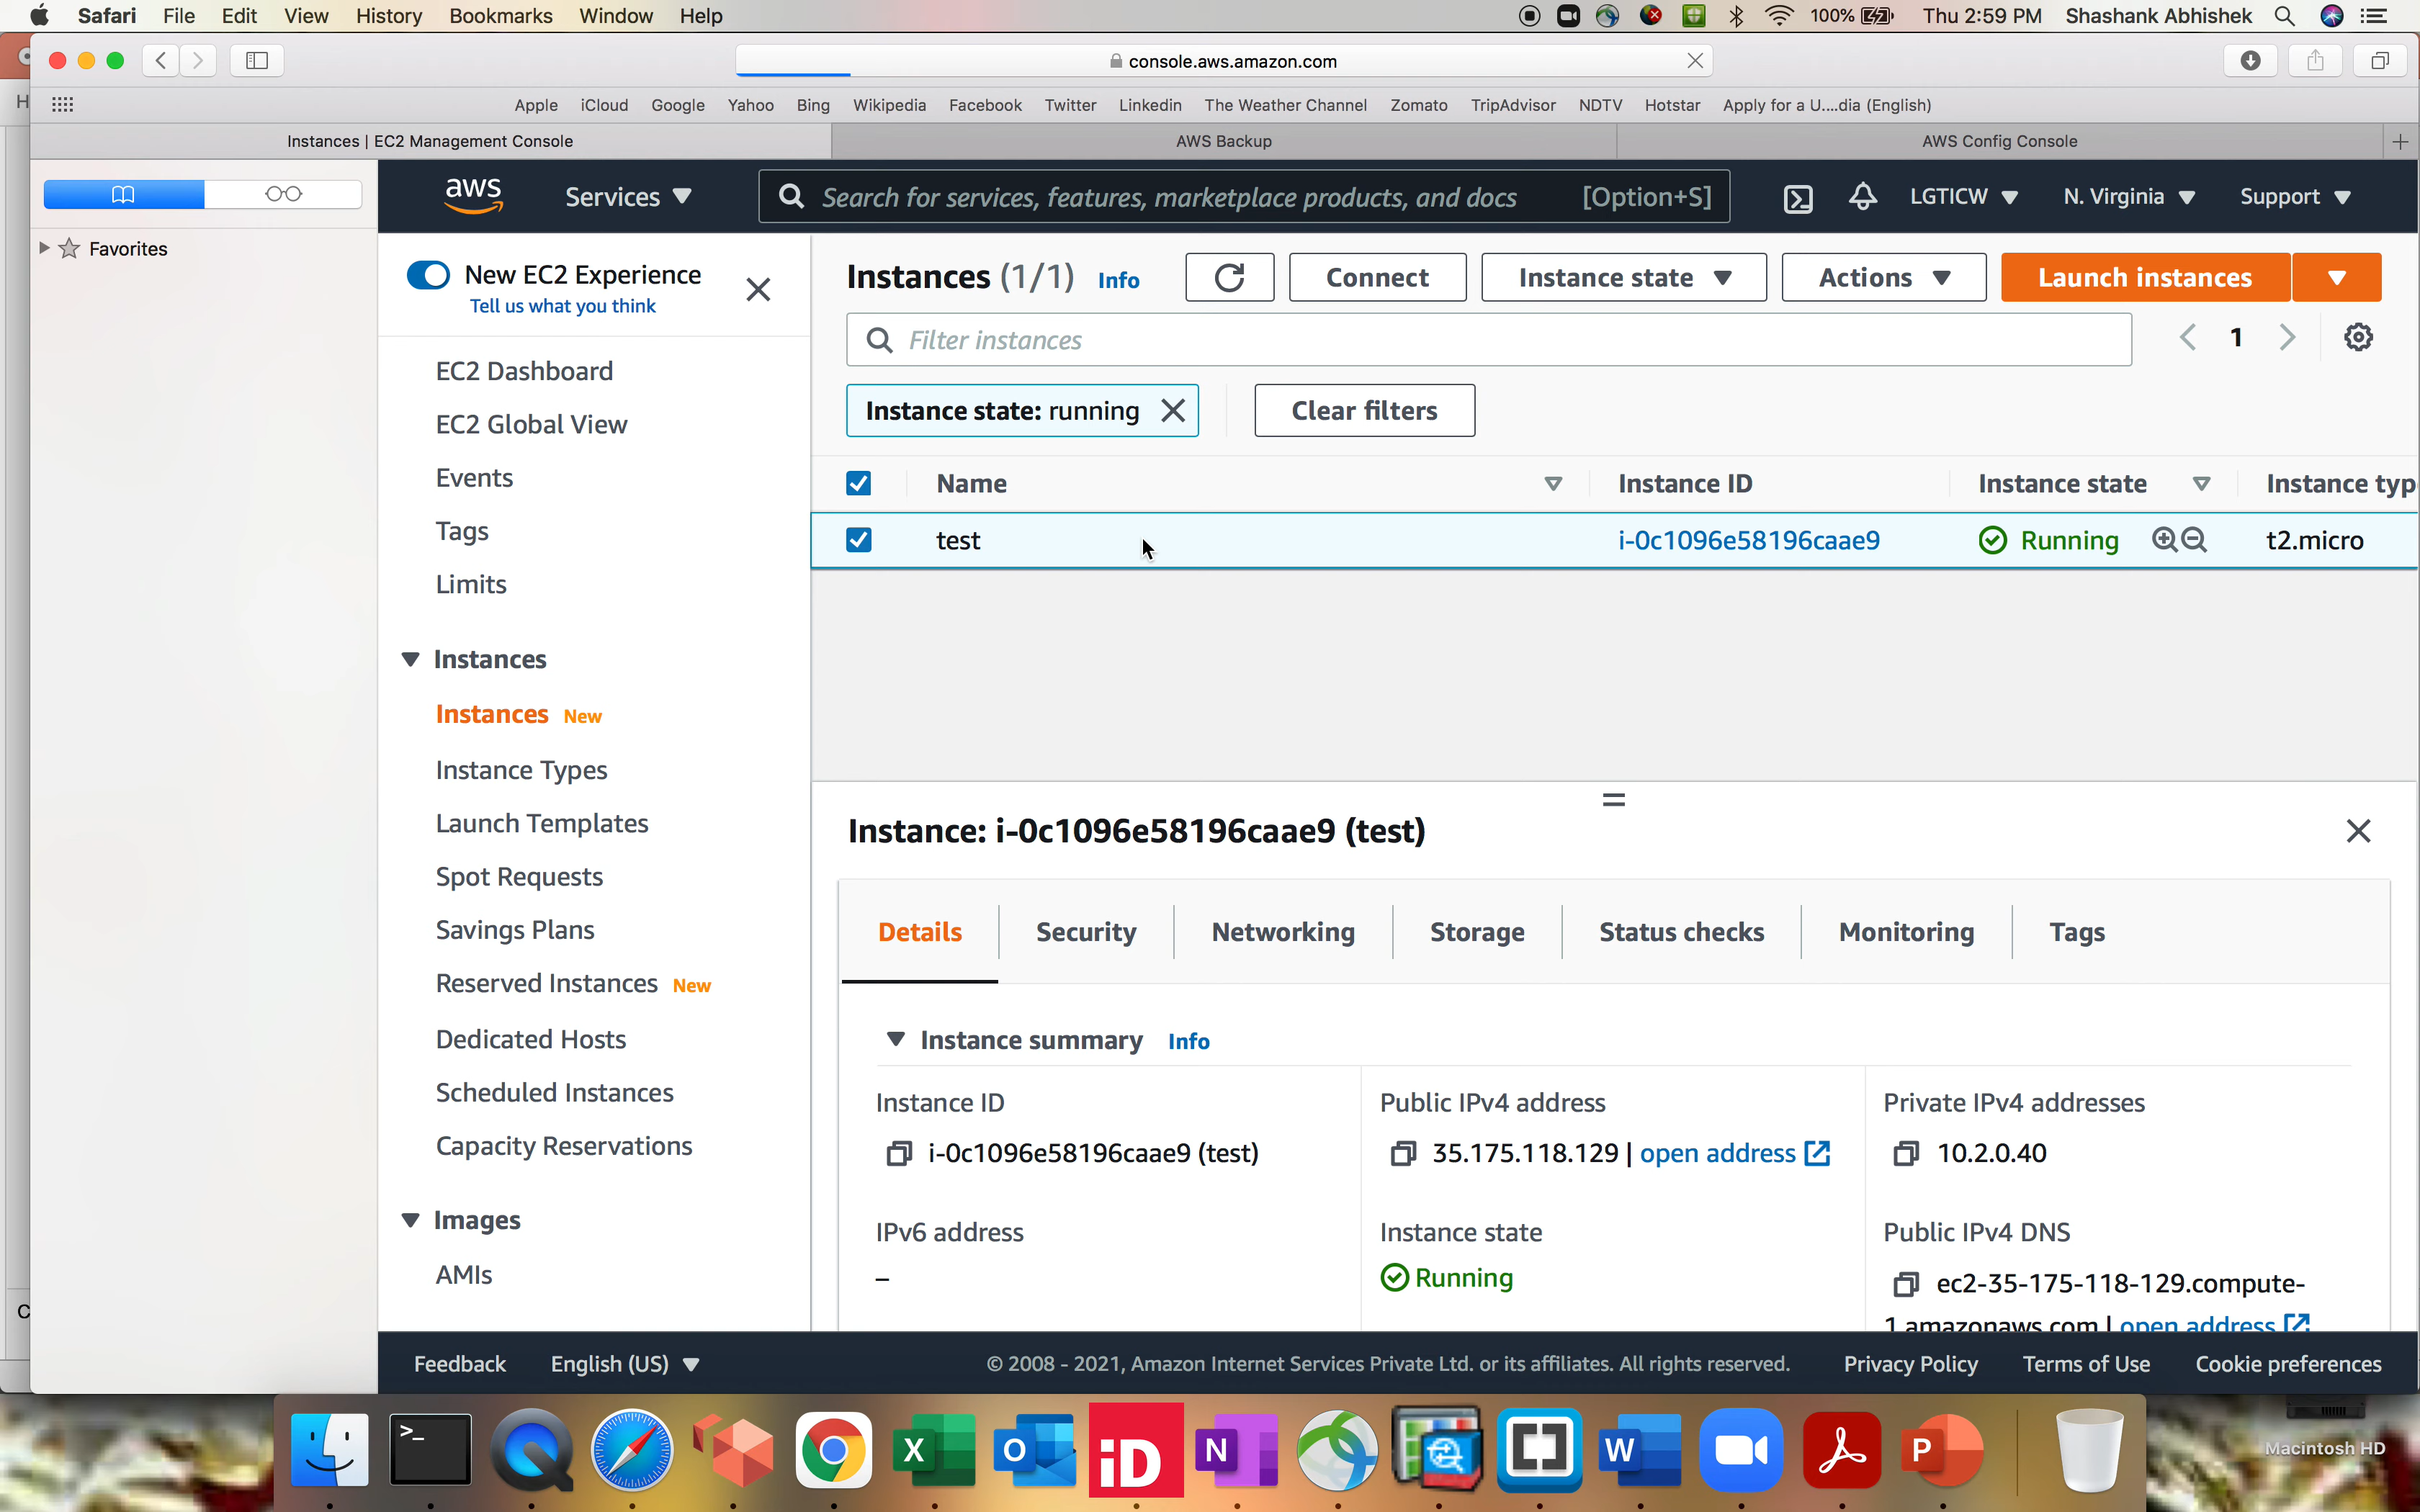 Safari File Edit View History Bookmarks Window Help 100% Thu 2:59 PM Shashank Abhishek
console.aws.amazon.com
Apple iCloud Google Yahoo Bing Wikipedia Facebook Twitter Linkedin The Weather Channel Zomato TripAdvisor NDTV Hotstar Apply for a U....dia (English)
Instances | EC2 Management Console AWS Backup AWS Config Console
aws Services Search for services, features, marketplace products, and docs [Option+S] LGTICW N. Virginia Support
Favorites
New EC2 Experience
Tell us what you think
EC2 Dashboard
EC2 Global View
Events
Tags
Limits
Instances
Instances New
Instance Types
Launch Templates
Spot Requests
Savings Plans
Reserved Instances New
Dedicated Hosts
Scheduled Instances
Capacity Reservations
Images
AMIs
Instances (1/1) Info Connect Instance state Actions Launch instances
Filter instances 1
Instance state: running Clear filters
Name Instance ID Instance state Instance typ
test i-0c1096e58196caae9 Running t2.micro
Instance: i-0c1096e58196caae9 (test)
Details Security Networking Storage Status checks Monitoring Tags
Instance summary Info
Instance ID Public IPv4 address Private IPv4 addresses
i-0c1096e58196caae9 (test) 35.175.118.129 | open address 10.2.0.40
IPv6 address Instance state Public IPv4 DNS
– Running ec2-35-175-118-129.compute-
1.amazonaws.com | open address
Feedback English (US) © 2008 - 2021, Amazon Internet Services Private Ltd. or its affiliates. All rights reserved. Privacy Policy Terms of Use Cookie preferences
>_ X O iD N W P
Macintosh HD